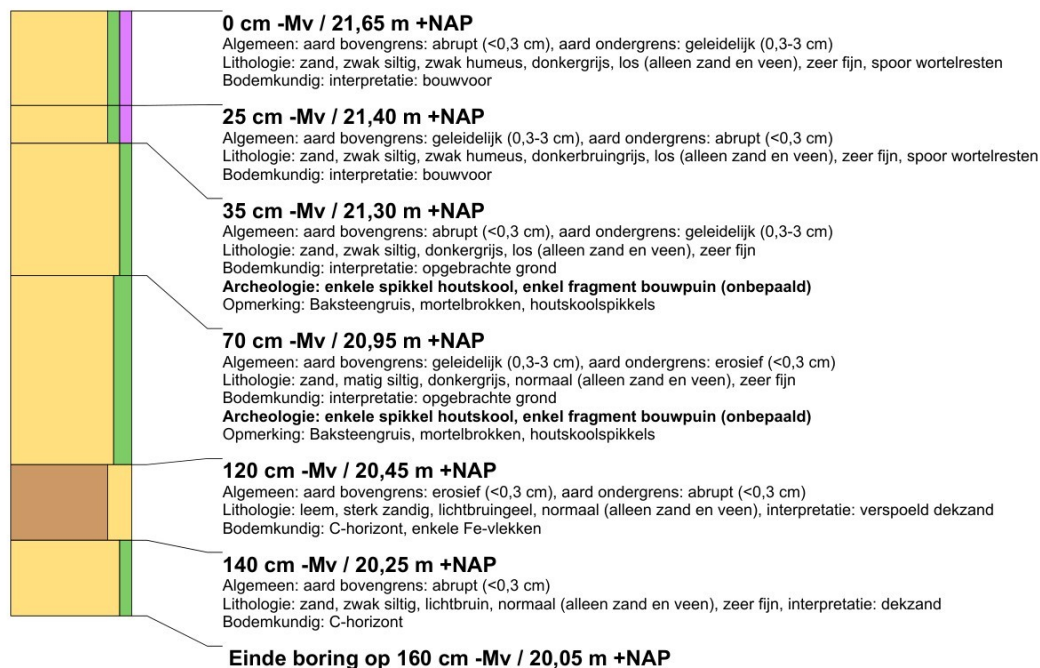 0 cm -Mv / 21,65 m +NAP
Algemeen: aard bovengrens: abrupt (<0,3 cm), aard ondergrens: geleidelijk (0,3-3 cm)
Lithologie: zand, zwak siltig, zwak humeus, donkergrijs, los (alleen zand en veen), zeer fijn, spoor wortelresten
Bodemkundig: interpretatie: bouwvoor
25 cm -Mv / 21,40 m +NAP
Algemeen: aard bovengrens: geleidelijk (0,3-3 cm), aard ondergrens: abrupt (<0,3 cm)
Lithologie: zand, zwak siltig, zwak humeus, donkerbruingrijs, los (alleen zand en veen), zeer fijn, spoor wortelresten
Bodemkundig: interpretatie: bouwvoor
35 cm -Mv / 21,30 m +NAP
Algemeen: aard bovengrens: abrupt (<0,3 cm), aard ondergrens: geleidelijk (0,3-3 cm)
Lithologie: zand, zwak siltig, donkergrijs, los (alleen zand en veen), zeer fijn
Bodemkundig: interpretatie: opgebrachte grond
Archeologie: enkele spikkel houtskool, enkel fragment bouwpuin (onbepaald)
Opmerking: Baksteengruis, mortelbrokken, houtskoolspikkels
70 cm -Mv / 20,95 m +NAP
Algemeen: aard bovengrens: geleidelijk (0,3-3 cm), aard ondergrens: erosief (<0,3 cm)
Lithologie: zand, matig siltig, donkergrijs, normaal (alleen zand en veen), zeer fijn
Bodemkundig: interpretatie: opgebrachte grond
Archeologie: enkele spikkel houtskool, enkel fragment bouwpuin (onbepaald)
Opmerking: Baksteengruis, mortelbrokken, houtskoolspikkels
120 cm -Mv / 20,45 m +NAP
Algemeen: aard bovengrens: erosief (<0,3 cm), aard ondergrens: abrupt (<0,3 cm)
Lithologie: leem, sterk zandig, lichtbruingeel, normaal (alleen zand en veen), interpretatie: verspoeld dekzand
Bodemkundig: C-horizont, enkele Fe-vlekken
140 cm -Mv / 20,25 m +NAP
Algemeen: aard bovengrens: abrupt (<0,3 cm)
Lithologie: zand, zwak siltig, lichtbruin, normaal (alleen zand en veen), zeer fijn, interpretatie: dekzand
Bodemkundig: C-horizont
Einde boring op 160 cm -Mv / 20,05 m +NAP